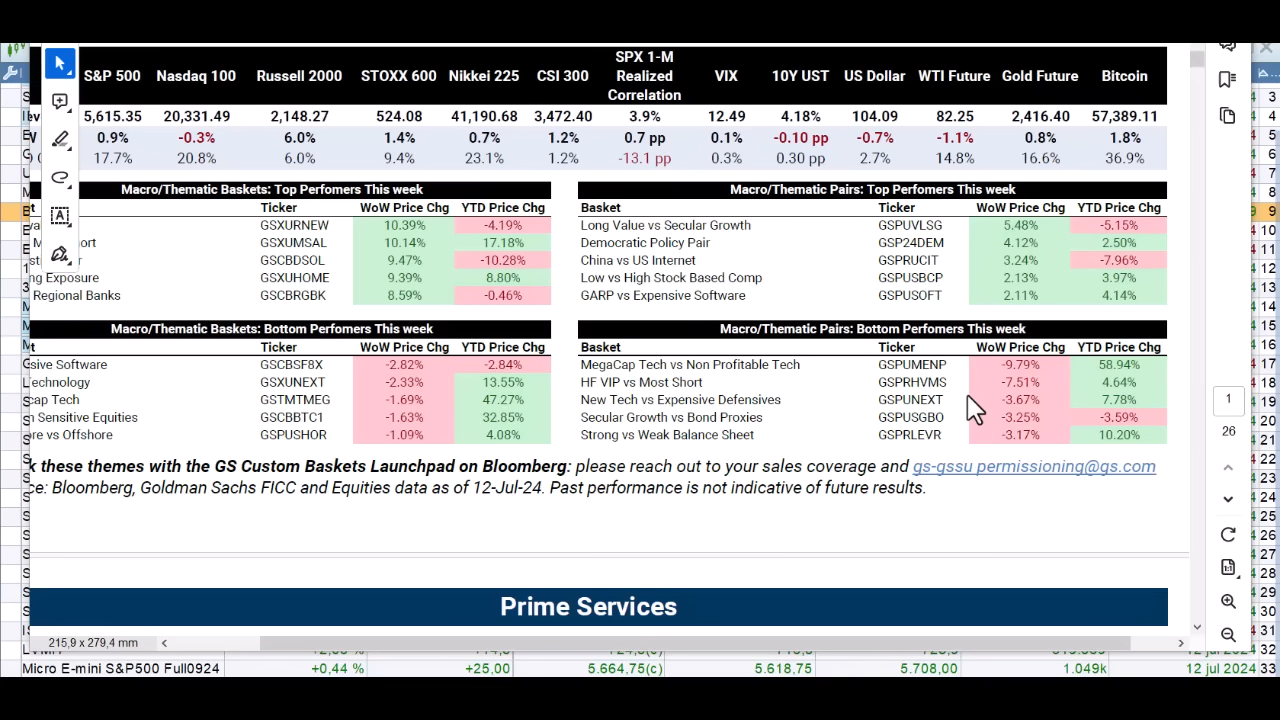 SPX 1-M
S&P 500 Nasdaq 100 Russell 2000 STOXX 600 Nikkei 225 CSI 300 Realized VIX 10Y UST US Dollar WTI Future Gold Future Bitcoin
Correlation
5,615.35 20,331.49 2,148.27 524.08 41,190.68 3,472.40 3.9% 12.49 4.18% 104.09 82.25 2,416.40 57,389.11
0.9% -0.3% 6.0% 1.4% 0.7% 1.2% 0.7 pp 0.1% -0.10 pp -0.7% -1.1% 0.8% 1.8%
17.7% 20.8% 6.0% 9.4% 23.1% 1.2% -13.1 pp 0.3% 0.30 pp 2.7% 14.8% 16.6% 36.9%
Macro/Thematic Baskets: Top Perfomers This week
Ticker WoW Price Chg YTD Price Chg
GSXURNEW 10.39% -4.19%
GSXUMSAL 10.14% 17.18%
GSCBDSOL 9.47% -10.28%
ng Exposure GSXUHOME 9.39% 8.80%
Regional Banks GSCBRGBK 8.59% -0.46%
Macro/Thematic Pairs: Top Perfomers This week
Basket Ticker WoW Price Chg YTD Price Chg
Long Value vs Secular Growth GSPUVLSG 5.48% -5.15%
Democratic Policy Pair GSP24DEM 4.12% 2.50%
China vs US Internet GSPRUCIT 3.24% -7.96%
Low vs High Stock Based Comp GSPUSBCP 2.13% 3.97%
GARP vs Expensive Software GSPUSOFT 2.11% 4.14%
Macro/Thematic Baskets: Bottom Perfomers This week
t Ticker WoW Price Chg YTD Price Chg
sive Software GSCBSF8X -2.82% -2.84%
echnology GSXUNEXT -2.33% 13.55%
cap Tech GSTMTMEG -1.69% 47.27%
n Sensitive Equities GSCBBTC1 -1.63% 32.85%
re vs Offshore GSPUSHOR -1.09% 4.08%
Macro/Thematic Pairs: Bottom Perfomers This week
Basket Ticker WoW Price Chg YTD Price Chg
MegaCap Tech vs Non Profitable Tech GSPUMENP -9.79% 58.94%
HF VIP vs Most Short GSPRHVMS -7.51% 4.64%
New Tech vs Expensive Defensives GSPUNEXT -3.67% 7.78%
Secular Growth vs Bond Proxies GSPUSGBO -3.25% -3.59%
Strong vs Weak Balance Sheet GSPRLEVR -3.17% 10.20%
k these themes with the GS Custom Baskets Launchpad on Bloomberg: please reach out to your sales coverage and gs-gssu permissioning@gs.com
ce: Bloomberg, Goldman Sachs FICC and Equities data as of 12-Jul-24. Past performance is not indicative of future results.
Prime Services
1
26
215,9 x 279,4 mm
Micro E-mini S&P500 Full0924 +0,44 % +25,00 5.664,75(c) 5.618,75 5.708,00 1.049k 12 jul 2024 33